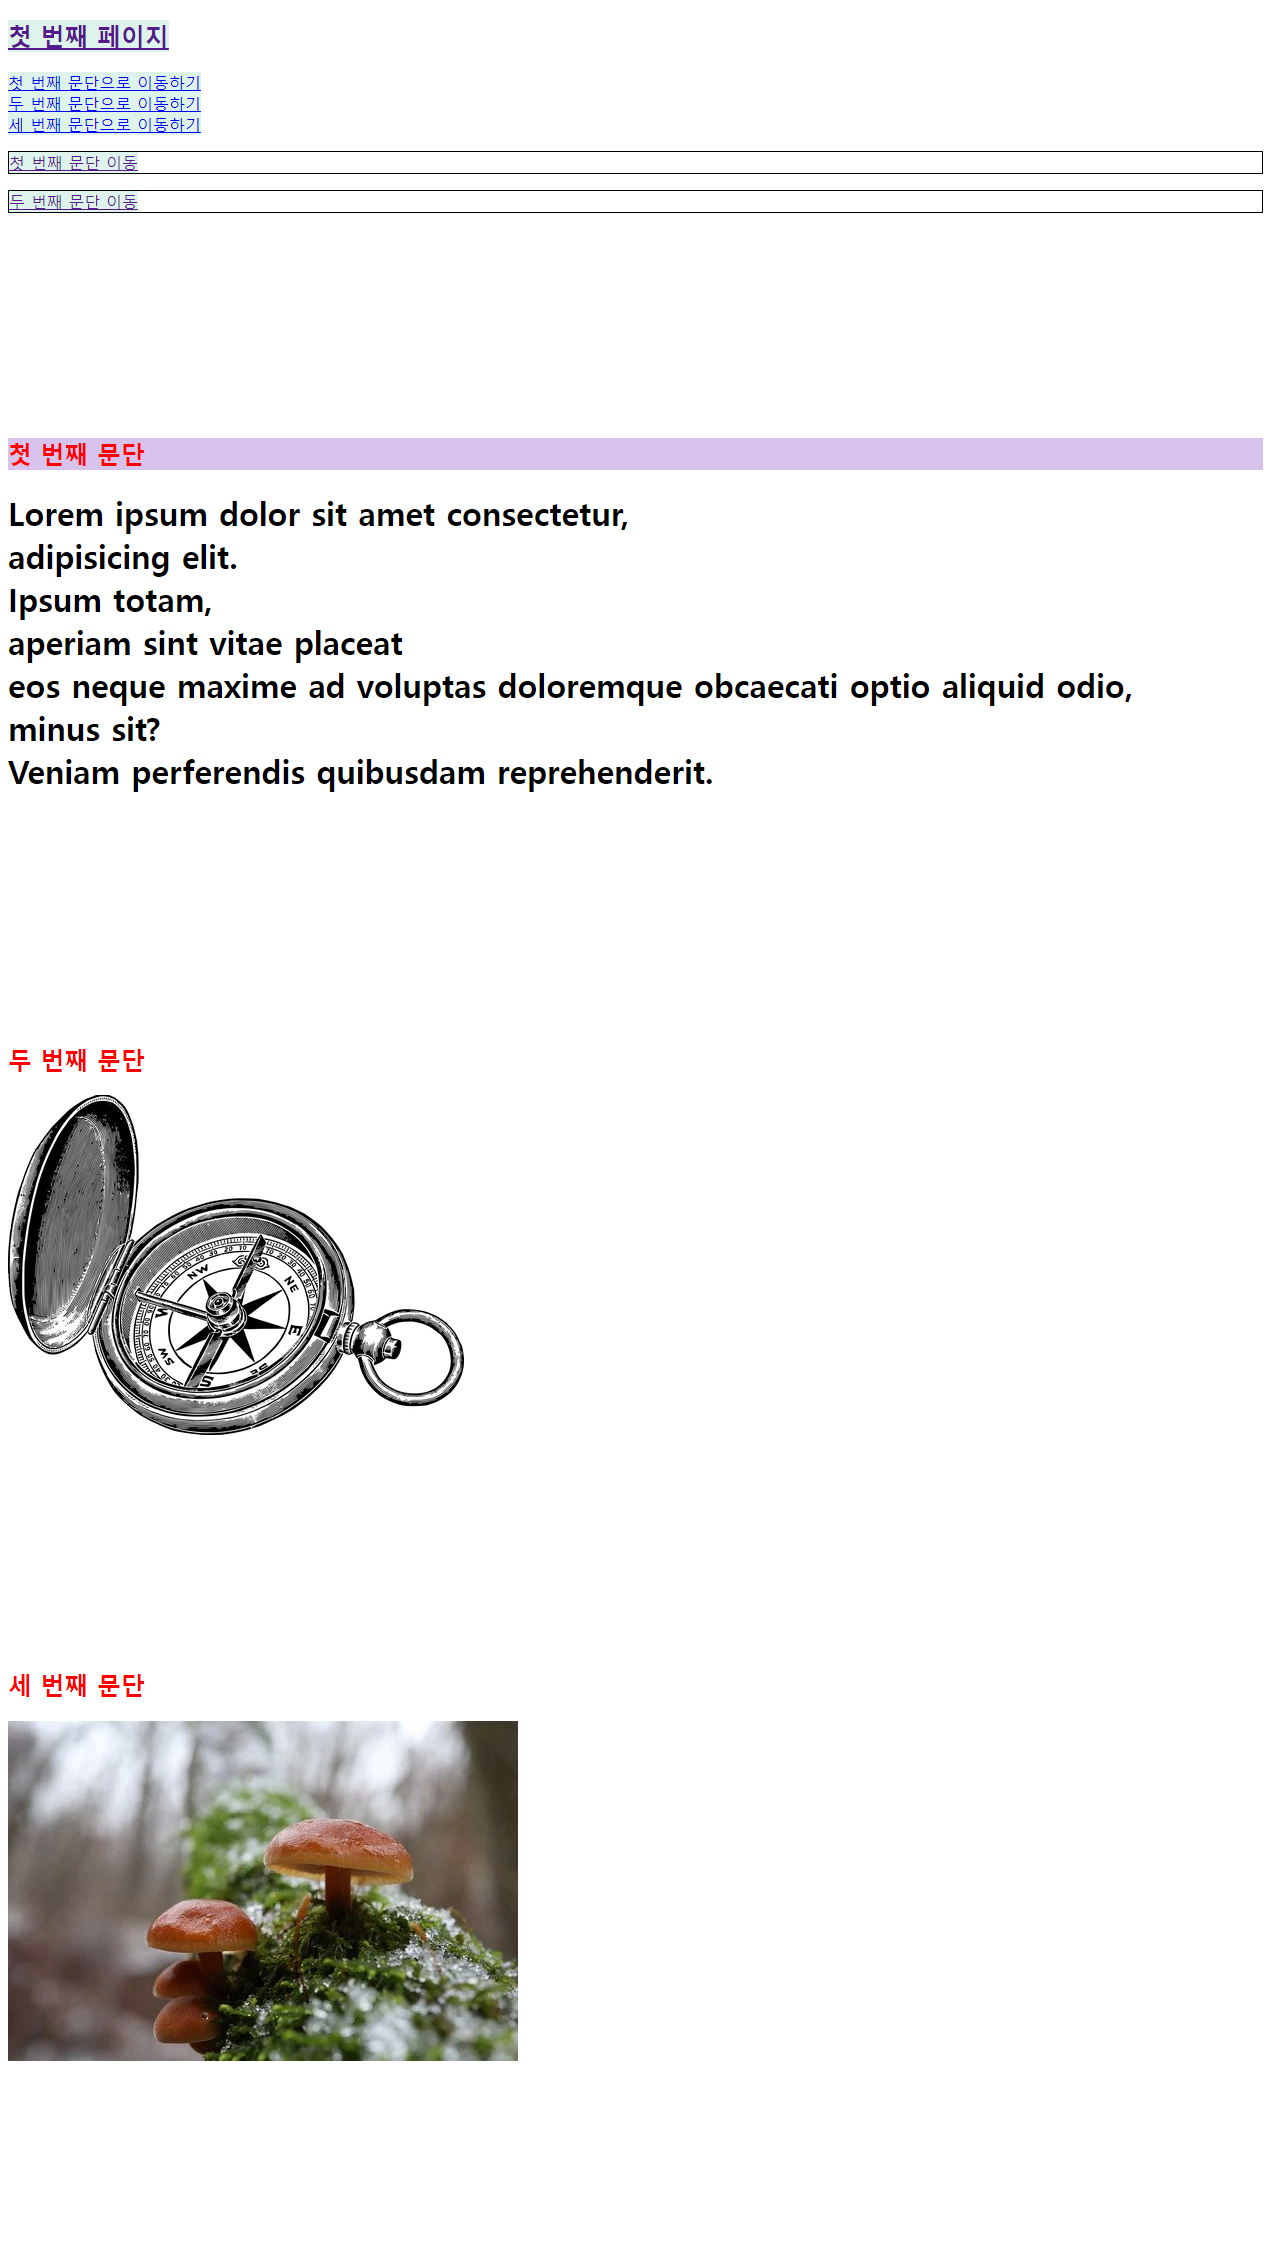 첫 번째 페이지
첫 번째 문단으로 이동하기
두 번째 문단으로 이동하기
세 번째 문단으로 이동하기
첫 번째 문단 이동
두 번째 문단 이동
첫 번째 문단
Lorem ipsum dolor sit amet consectetur,
adipisicing elit.
Ipsum totam,
aperiam sint vitae placeat
eos neque maxime ad voluptas doloremque obcaecati optio aliquid odio,
minus sit?
Veniam perferendis quibusdam reprehenderit.
두 번째 문단
NW
NE
W
E
SW
S
세 번째 문단